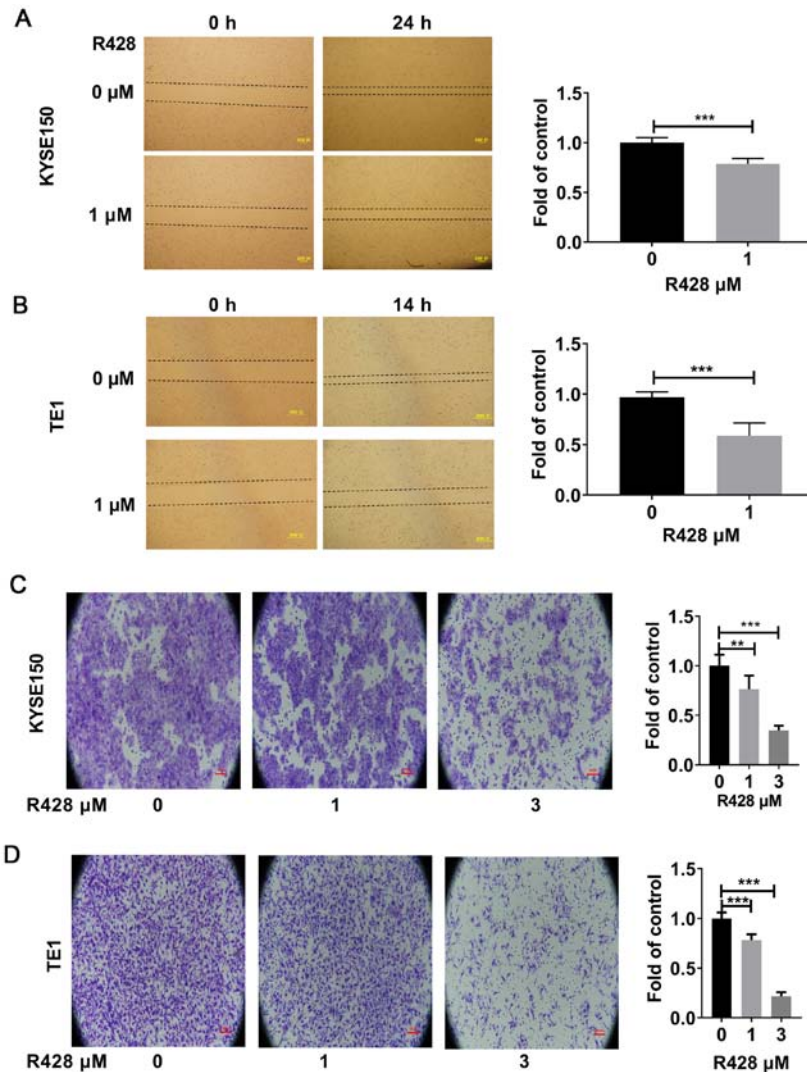 A
0 h
24 h
R428
0 µM
1 µM
KYSE150
Fold of control
1.5
1.0
0.5
0.0
***
0
1
R428 µM
B
0 h
14 h
0 µM
1 µM
TE1
Fold of control
1.5
1.0
0.5
0.0
***
0
1
R428 µM
C
KYSE150
R428 µM
0
1
3
Fold of control
1.5
1.0
0.5
0.0
***
**
0
1
3
R428 µM
D
TE1
R428 µM
0
1
3
Fold of control
1.5
1.0
0.5
0.0
***
***
0
1
3
R428 µM